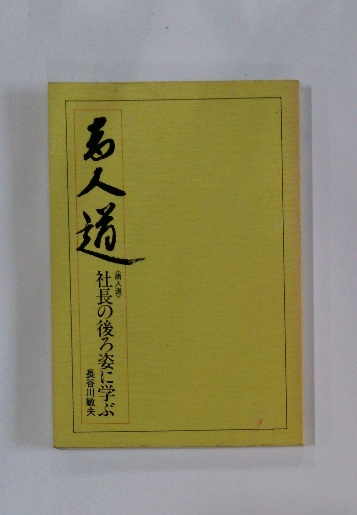 商人道
《商人道》
社長の後ろ姿に学ぶ
長谷川敏夫